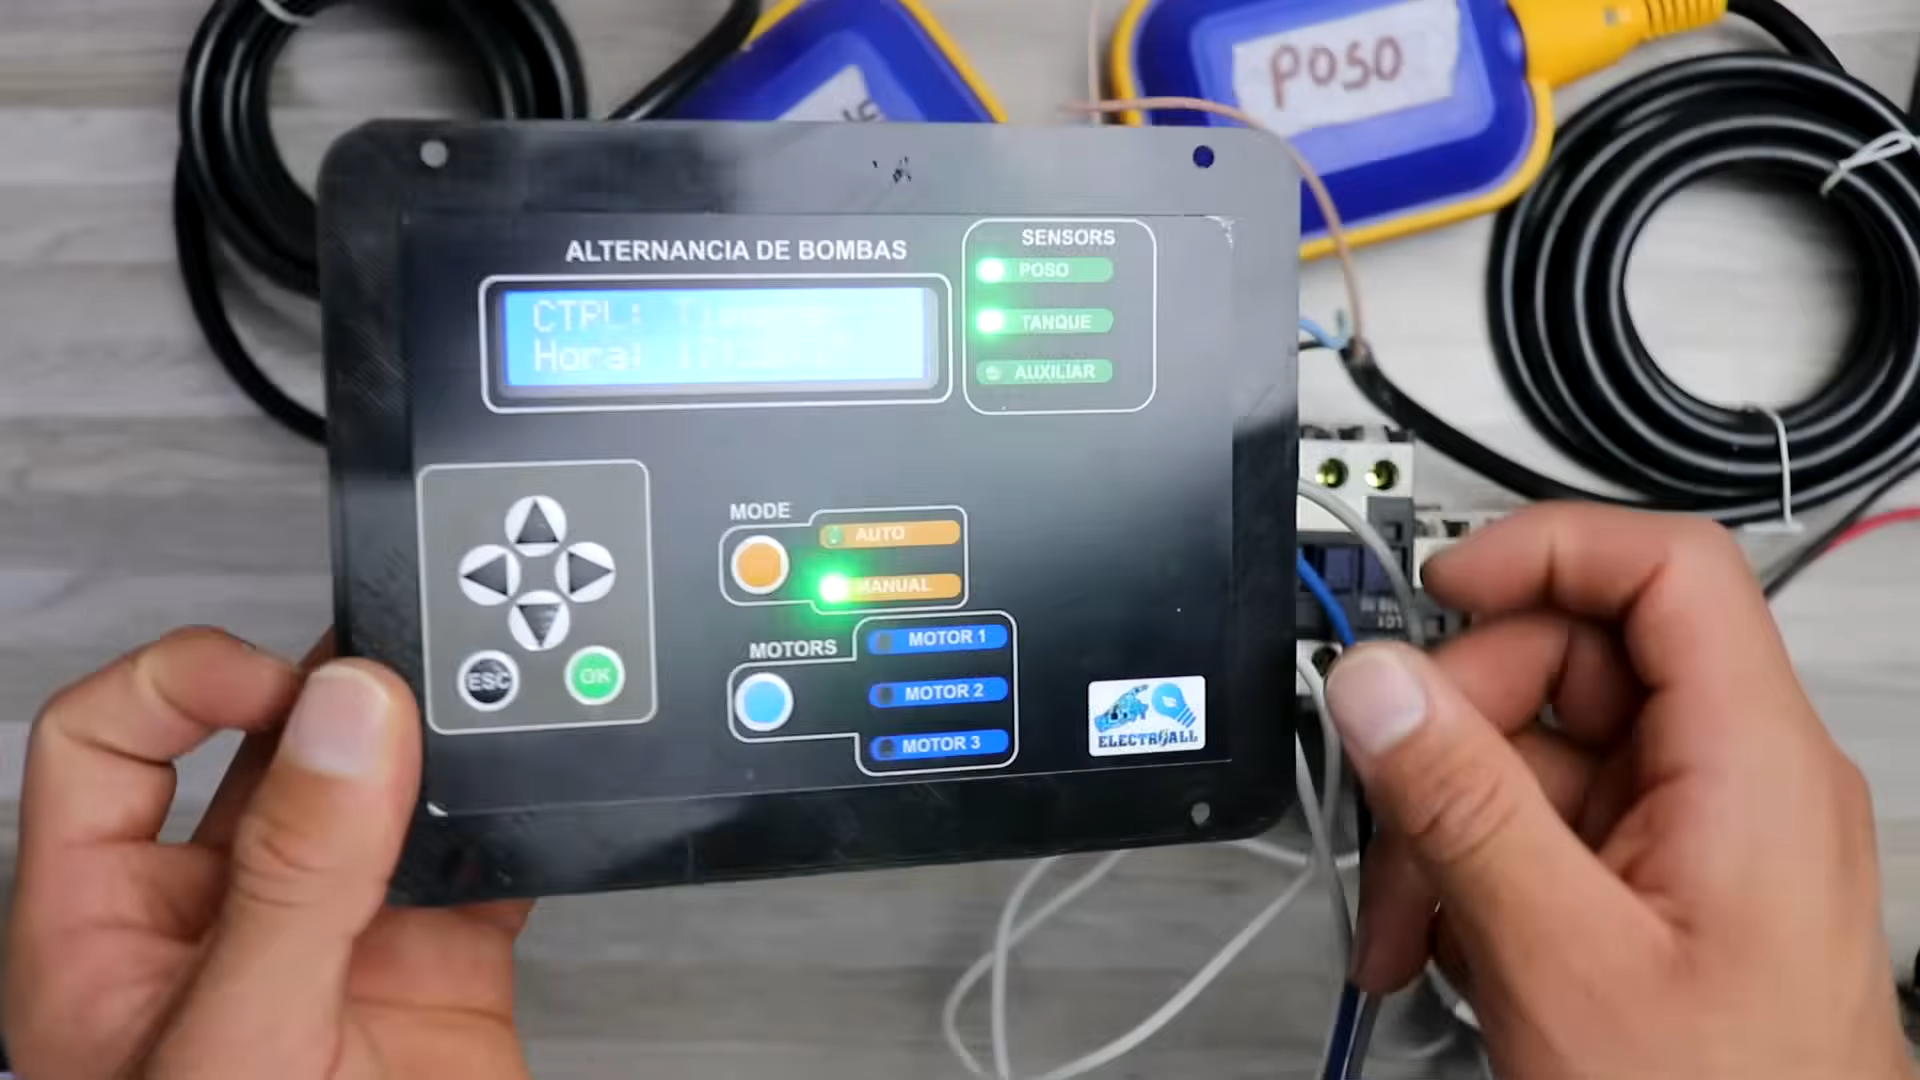 POSO
ALTERNANCIA DE BOMBAS
CTRL:
Hora:
SENSORS
POSO
TANQUE
AUXILIAR
MODE
AUTO
MANUAL
MOTORS
MOTOR 1
MOTOR 2
MOTOR 3
ESC
OK
ELECTROALL